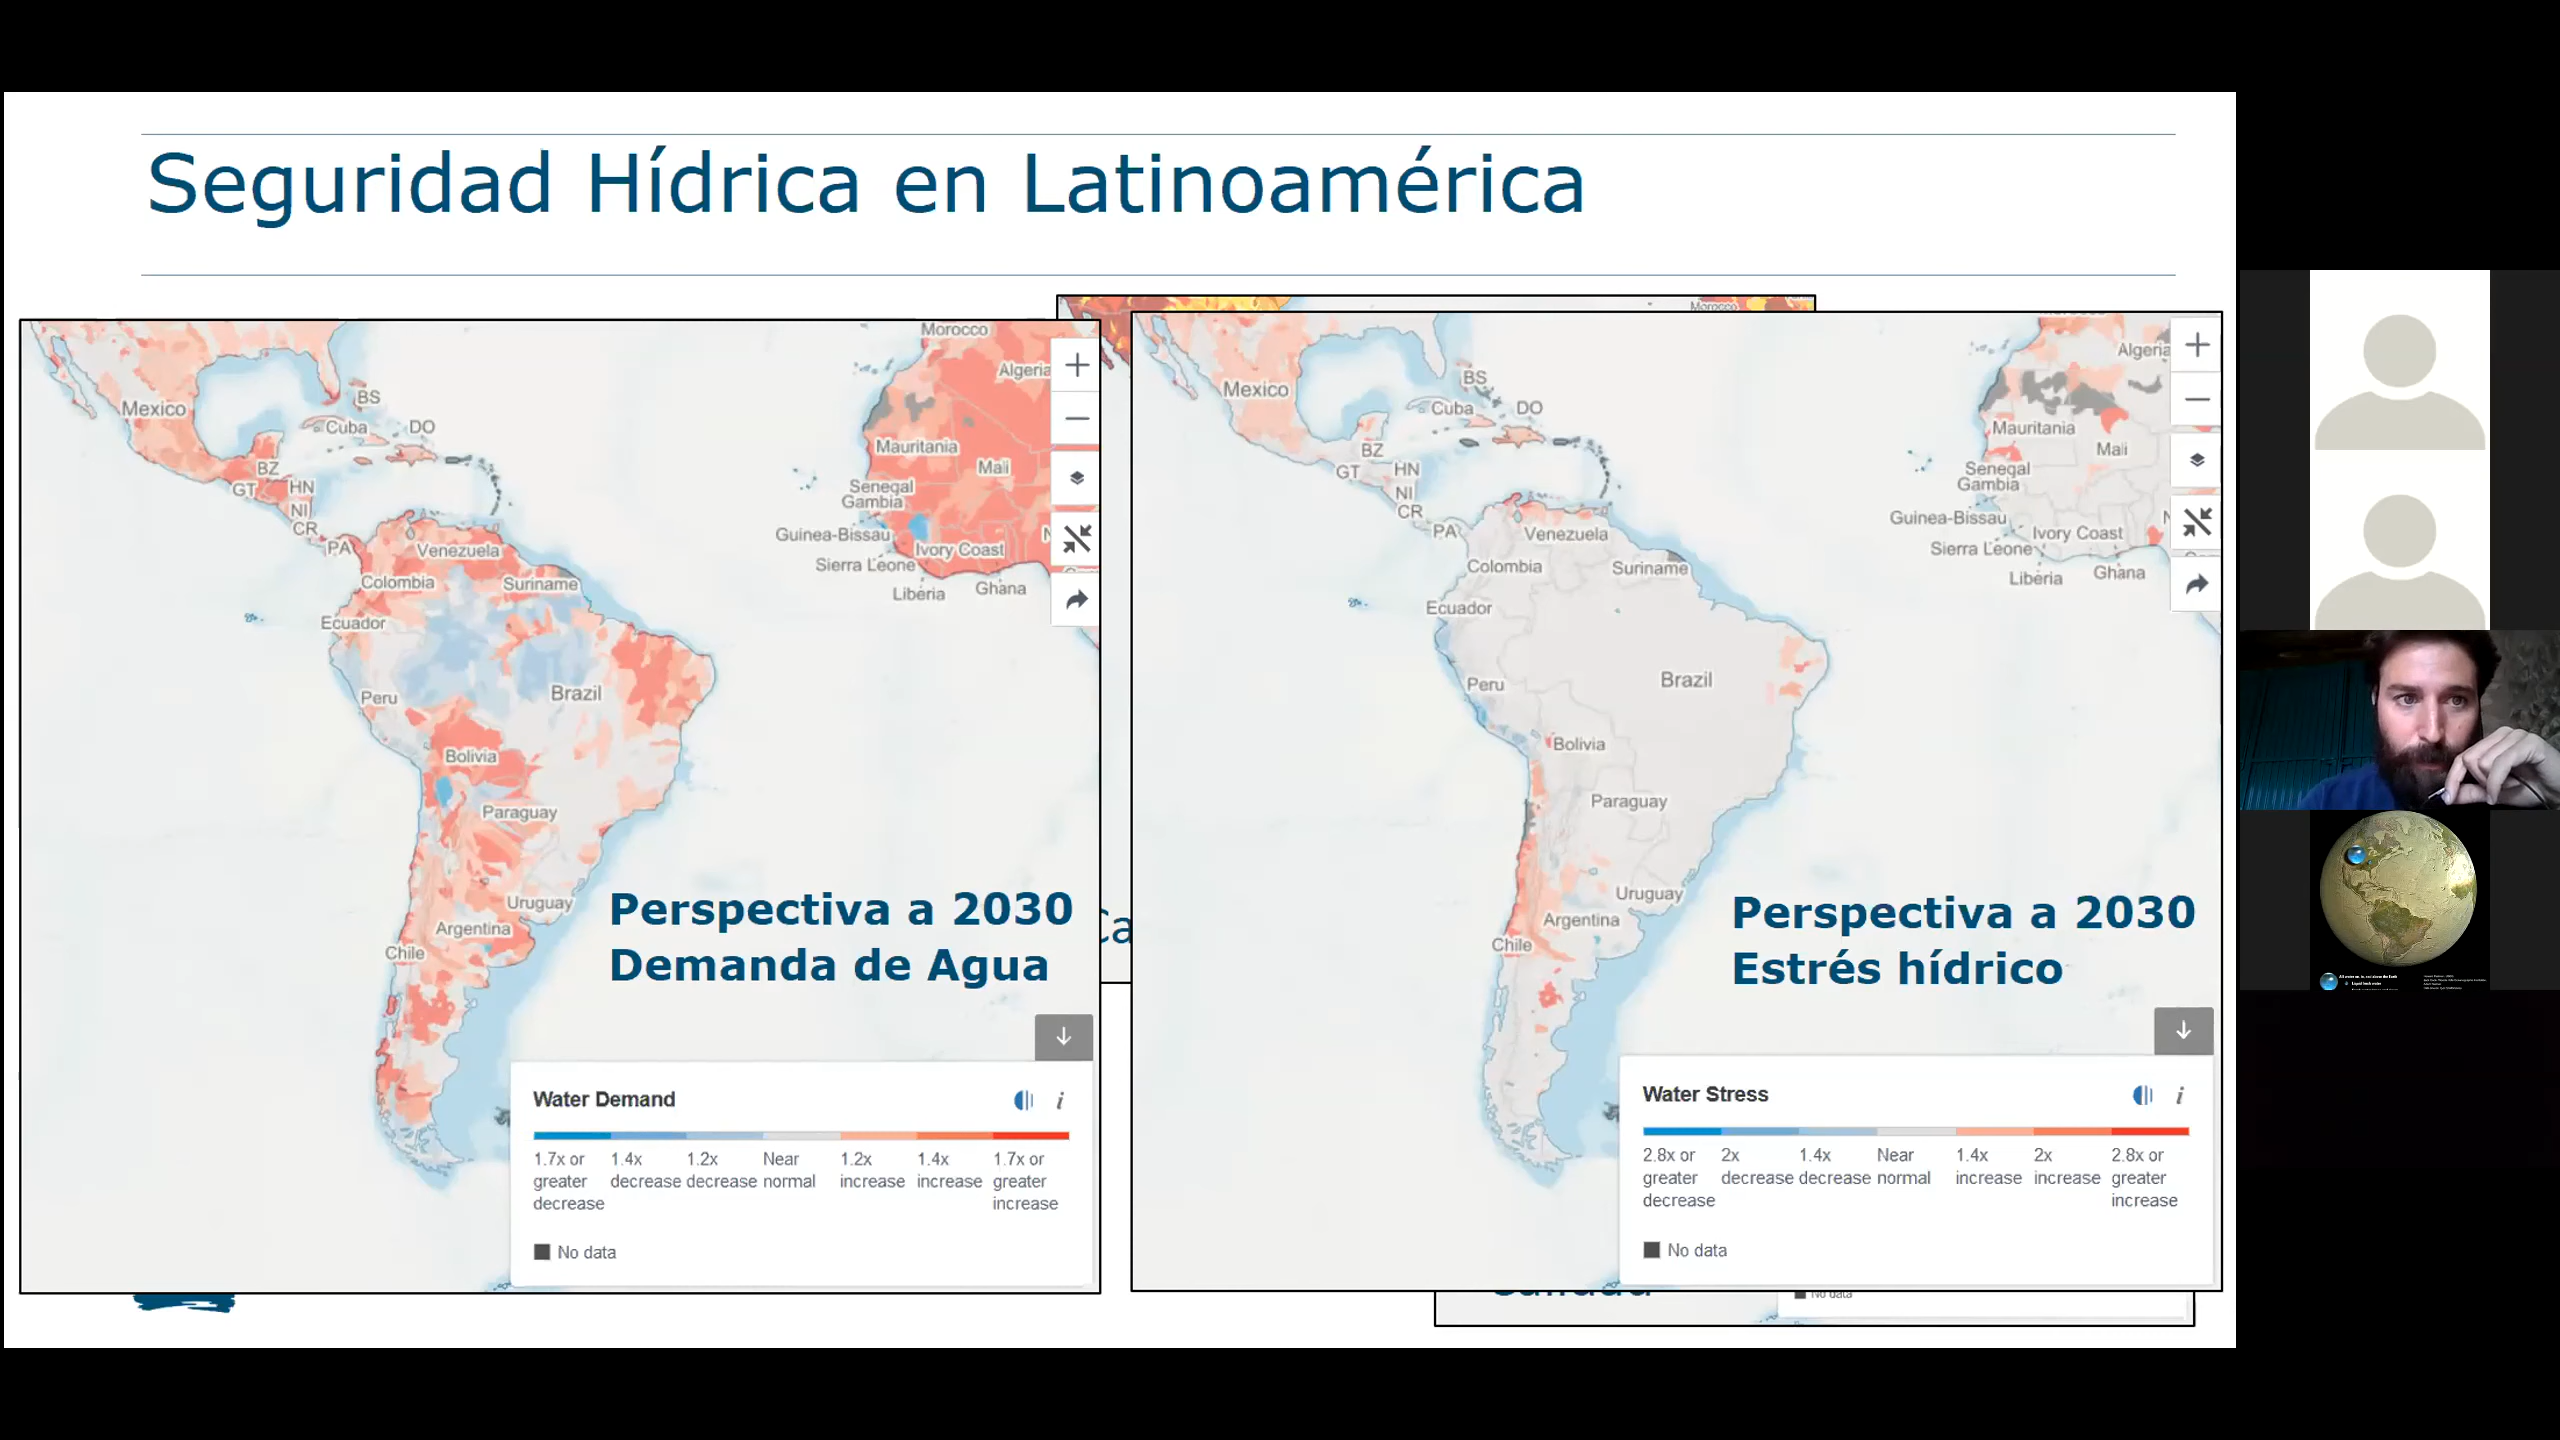 Seguridad Hídrica en Latinoamérica
Morocco
Morocco
Algeria
Mexico
BS
Cuba
DO
Mauritania
BZ
Mali
GT
HN
Senegal
Gambia
NI
CR
Guinea-Bissau
PA
Venezuela
Ivory Coast
Sierra Leone
Colombia
Suriname
Liberia
Ghana
Ecuador
Brazil
Peru
Bolivia
Paraguay
Uruguay
Argentina
Chile
Perspectiva a 2030
Demanda de Agua
Water Demand
1.7x or greater decrease
1.4x decrease
1.2x decrease
Near normal
1.2x increase
1.4x increase
1.7x or greater increase
No data
Ca
Algeria
Mexico
BS
Cuba
DO
Mauritania
BZ
Mali
GT
HN
Senegal
Gambia
NI
CR
Guinea-Bissau
PA
Venezuela
Ivory Coast
Sierra Leone
Colombia
Suriname
Liberia
Ghana
Ecuador
Brazil
Peru
Bolivia
Paraguay
Uruguay
Argentina
Chile
Perspectiva a 2030
Estrés hídrico
Water Stress
2.8x or greater decrease
2x decrease
1.4x decrease
Near normal
1.4x increase
2x increase
2.8x or greater increase
No data
No data